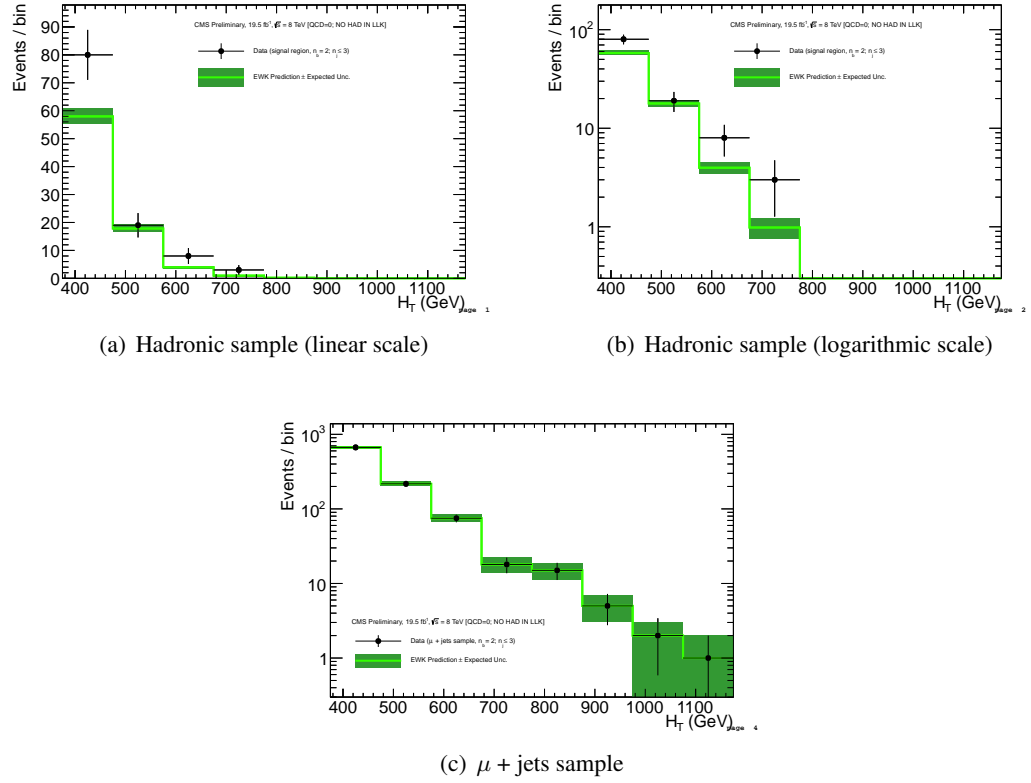 Events / bin
90
80
70
60
50
40
30
20
10
0
CMS Preliminary, 19.5 fb⁻¹, √s = 8 TeV [QCD=0; NO HAD IN LLK]
Data (signal region, n_b = 2; n_j ≤ 3)
EWK Prediction ± Expected Unc.
400 500 600 700 800 900 1000 1100
H_T (GeV)
page 1
(a) Hadronic sample (linear scale)
Events / bin
10²
10
1
CMS Preliminary, 19.5 fb⁻¹, √s = 8 TeV [QCD=0; NO HAD IN LLK]
Data (signal region, n_b = 2; n_j ≤ 3)
EWK Prediction ± Expected Unc.
400 500 600 700 800 900 1000 1100
H_T (GeV)
page 2
(b) Hadronic sample (logarithmic scale)
Events / bin
10³
10²
10
1
CMS Preliminary, 19.5 fb⁻¹, √s = 8 TeV [QCD=0; NO HAD IN LLK]
Data (μ + jets sample, n_b = 2; n_j ≤ 3)
EWK Prediction ± Expected Unc.
400 500 600 700 800 900 1000 1100
H_T (GeV)
page 4
(c) μ + jets sample